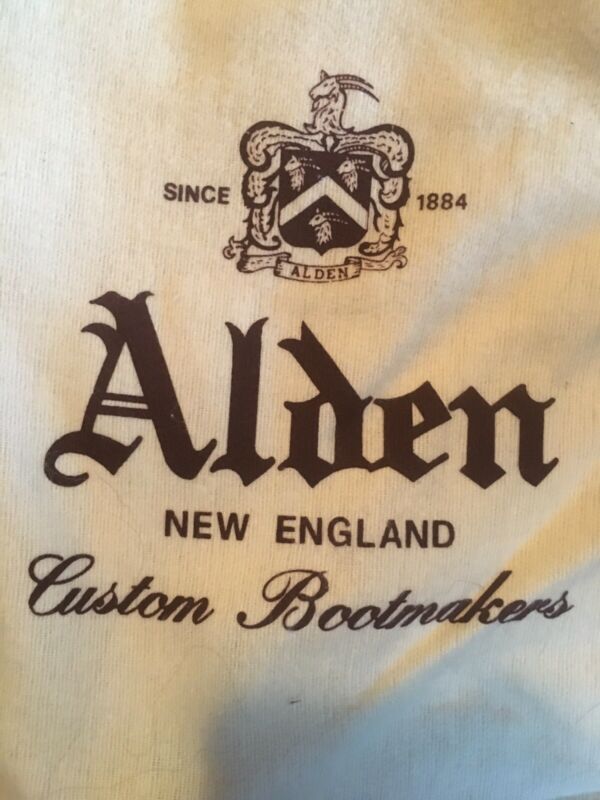 SINCE 1884
ALDEN
Alden
NEW ENGLAND
Custom Bootmakers